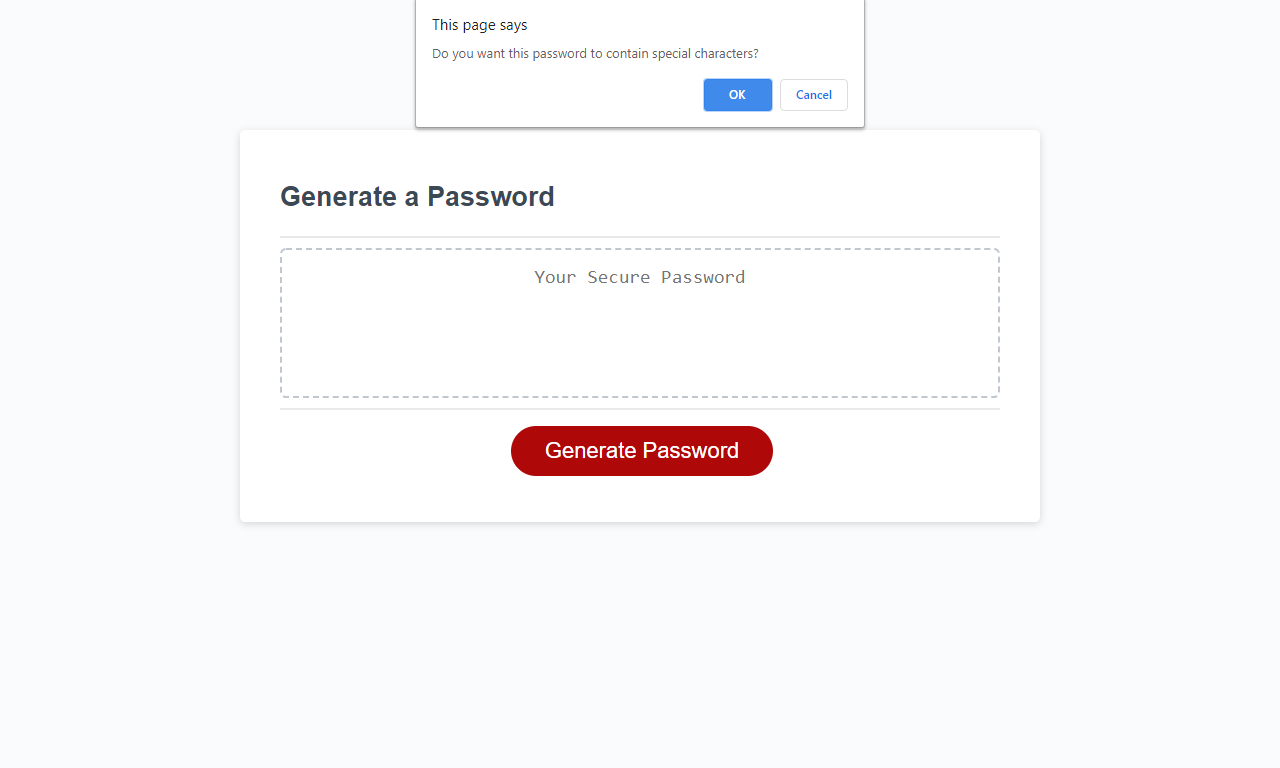 This page says
Do you want this password to contain special characters?
OK
Cancel
Generate a Password
Your Secure Password
Generate Password